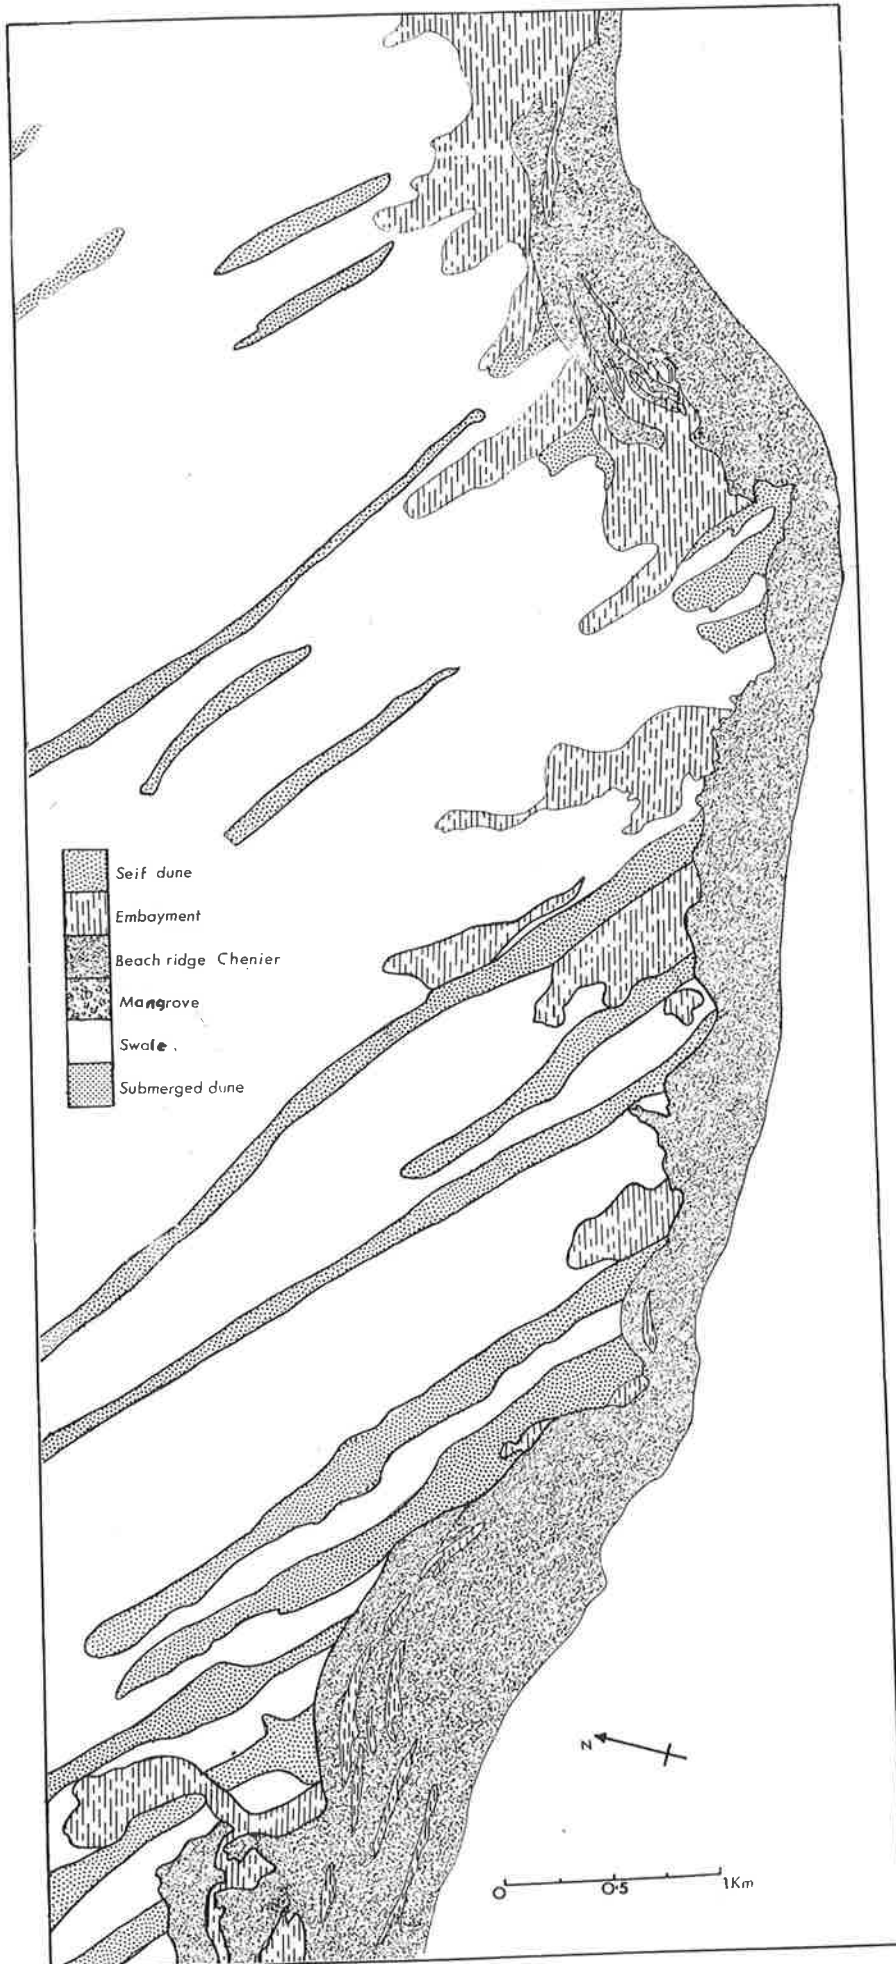 Seif dune
Embayment
Beach ridge Chenier
Mangrove
Swale.
Submerged dune
N
0 0·5 1Km